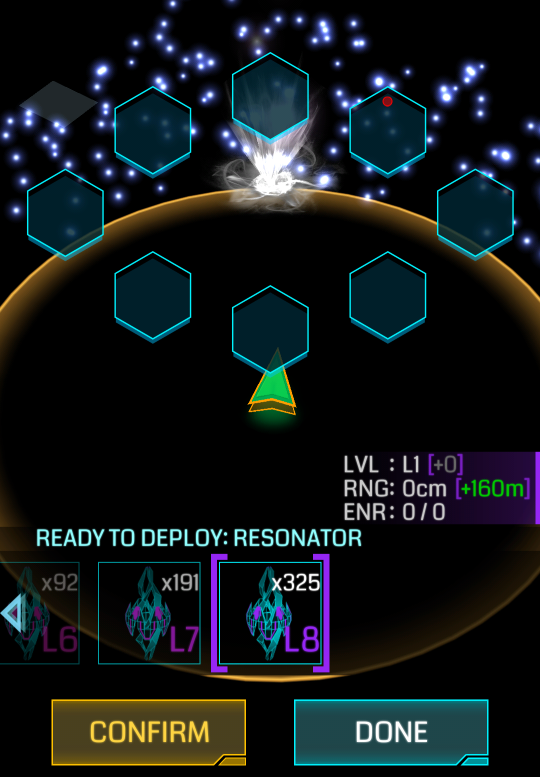 LVL : L1 [+0]
RNG: 0cm [+160m]
ENR: 0 / 0
READY TO DEPLOY: RESONATOR
x92
x191
x325
L6
L7
L8
CONFIRM
DONE